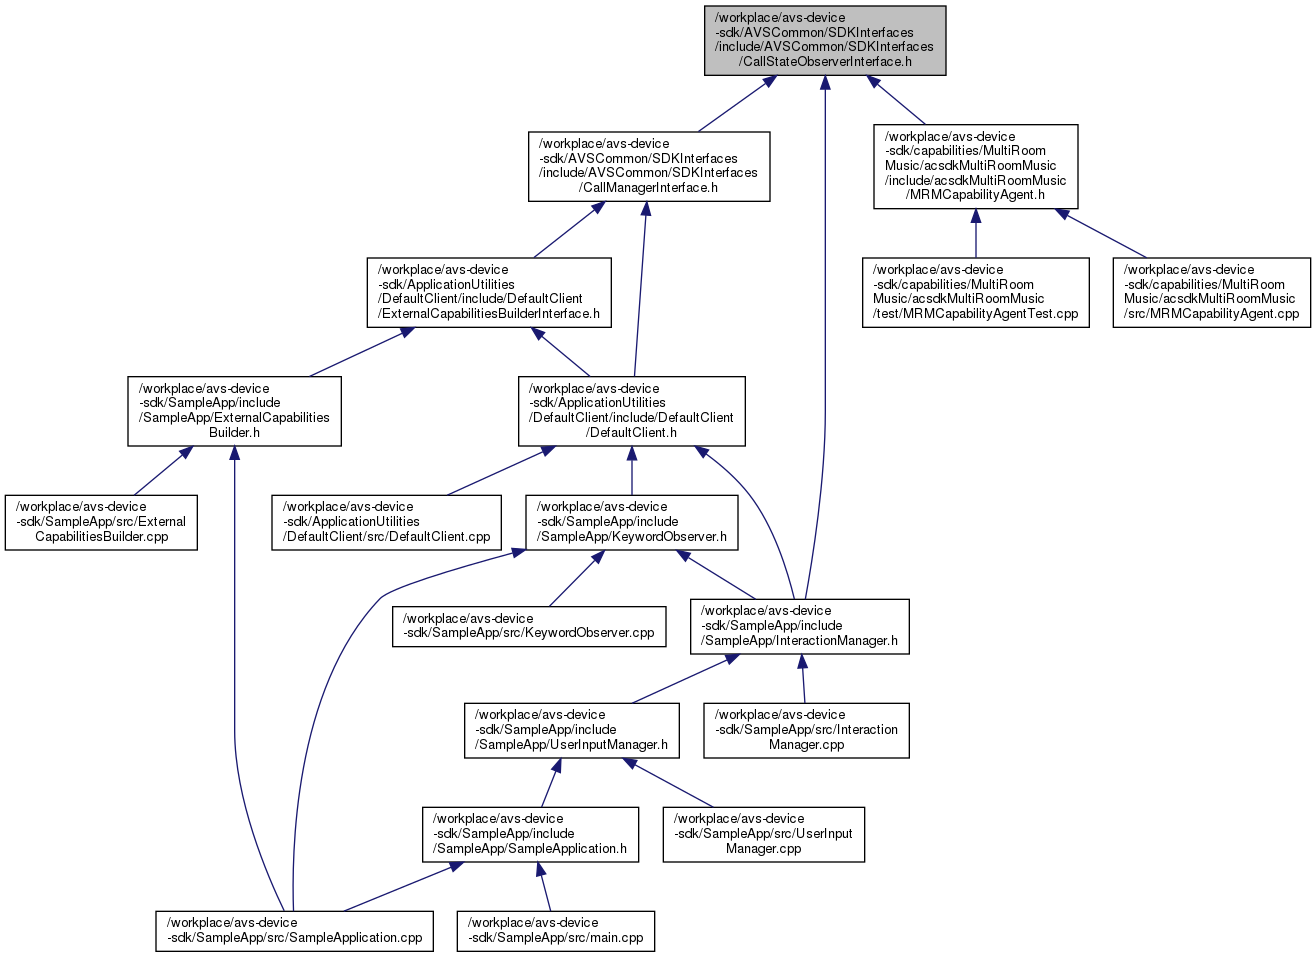 /workplace/avs-device
-sdk/AVSCommon/SDKInterfaces
/include/AVSCommon/SDKInterfaces
/CallStateObserverInterface.h
/workplace/avs-device
-sdk/AVSCommon/SDKInterfaces
/include/AVSCommon/SDKInterfaces
/CallManagerInterface.h
/workplace/avs-device
-sdk/capabilities/MultiRoom
Music/acsdkMultiRoomMusic
/include/acsdkMultiRoomMusic
/MRMCapabilityAgent.h
/workplace/avs-device
-sdk/ApplicationUtilities
/DefaultClient/include/DefaultClient
/ExternalCapabilitiesBuilderInterface.h
/workplace/avs-device
-sdk/capabilities/MultiRoom
Music/acsdkMultiRoomMusic
/test/MRMCapabilityAgentTest.cpp
/workplace/avs-device
-sdk/capabilities/MultiRoom
Music/acsdkMultiRoomMusic
/src/MRMCapabilityAgent.cpp
/workplace/avs-device
-sdk/SampleApp/include
/SampleApp/ExternalCapabilities
Builder.h
/workplace/avs-device
-sdk/ApplicationUtilities
/DefaultClient/include/DefaultClient
/DefaultClient.h
/workplace/avs-device
-sdk/SampleApp/src/External
CapabilitiesBuilder.cpp
/workplace/avs-device
-sdk/ApplicationUtilities
/DefaultClient/src/DefaultClient.cpp
/workplace/avs-device
-sdk/SampleApp/include
/SampleApp/KeywordObserver.h
/workplace/avs-device
-sdk/SampleApp/src/KeywordObserver.cpp
/workplace/avs-device
-sdk/SampleApp/include
/SampleApp/InteractionManager.h
/workplace/avs-device
-sdk/SampleApp/include
/SampleApp/UserInputManager.h
/workplace/avs-device
-sdk/SampleApp/src/Interaction
Manager.cpp
/workplace/avs-device
-sdk/SampleApp/include
/SampleApp/SampleApplication.h
/workplace/avs-device
-sdk/SampleApp/src/UserInput
Manager.cpp
/workplace/avs-device
-sdk/SampleApp/src/SampleApplication.cpp
/workplace/avs-device
-sdk/SampleApp/src/main.cpp